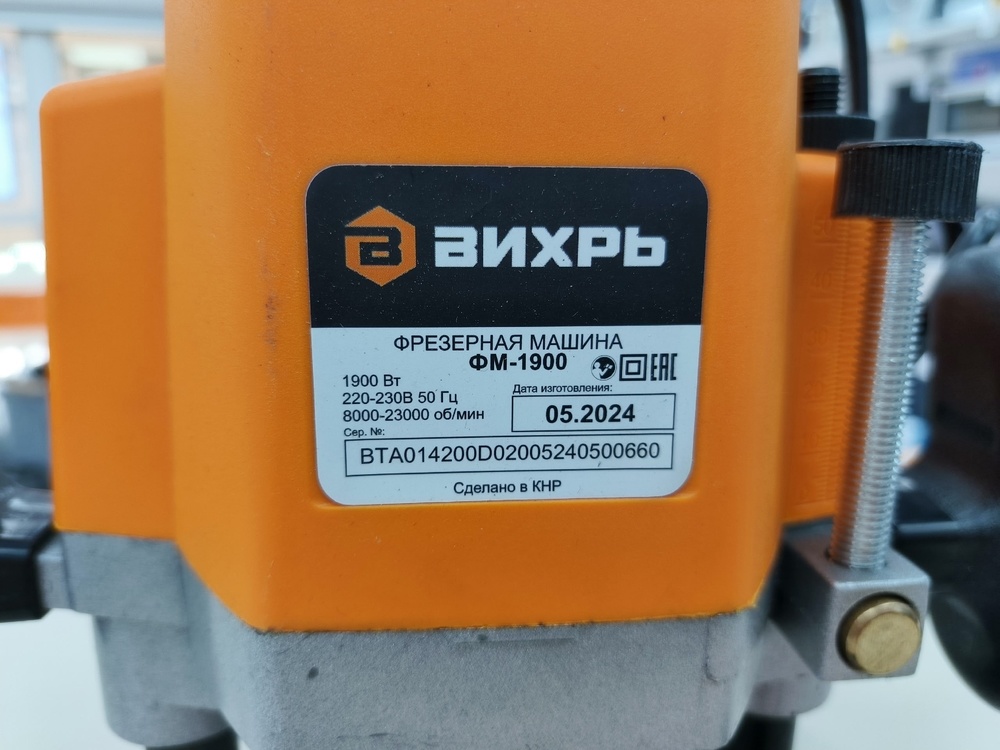 В ВИХРЬ
ФРЕЗЕРНАЯ МАШИНА
ФМ-1900
1900 Вт
220-230В 50 Гц
8000-23000 об/мин
EAC
Дата изготовления:
05.2024
Сер. №:
BTA014200D02005240500660
Сделано в КНР